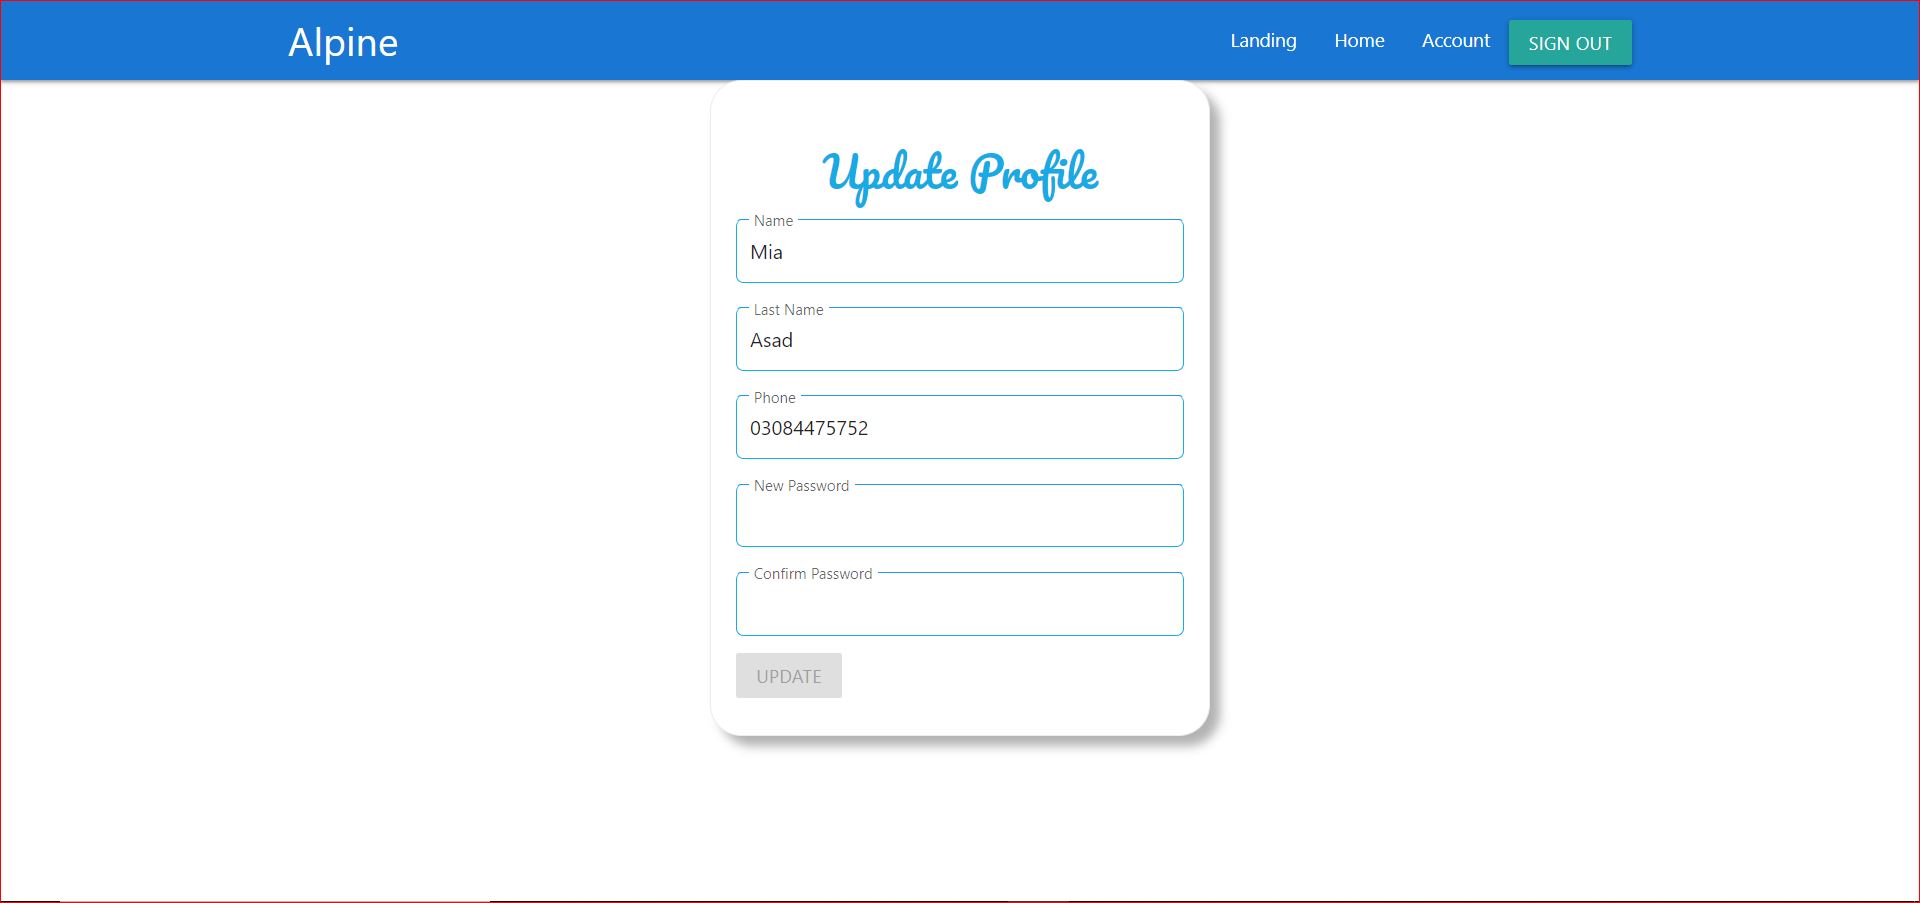 Alpine
Landing Home Account SIGN OUT
Update Profile
Name
Mia
Last Name
Asad
Phone
03084475752
New Password
Confirm Password
UPDATE